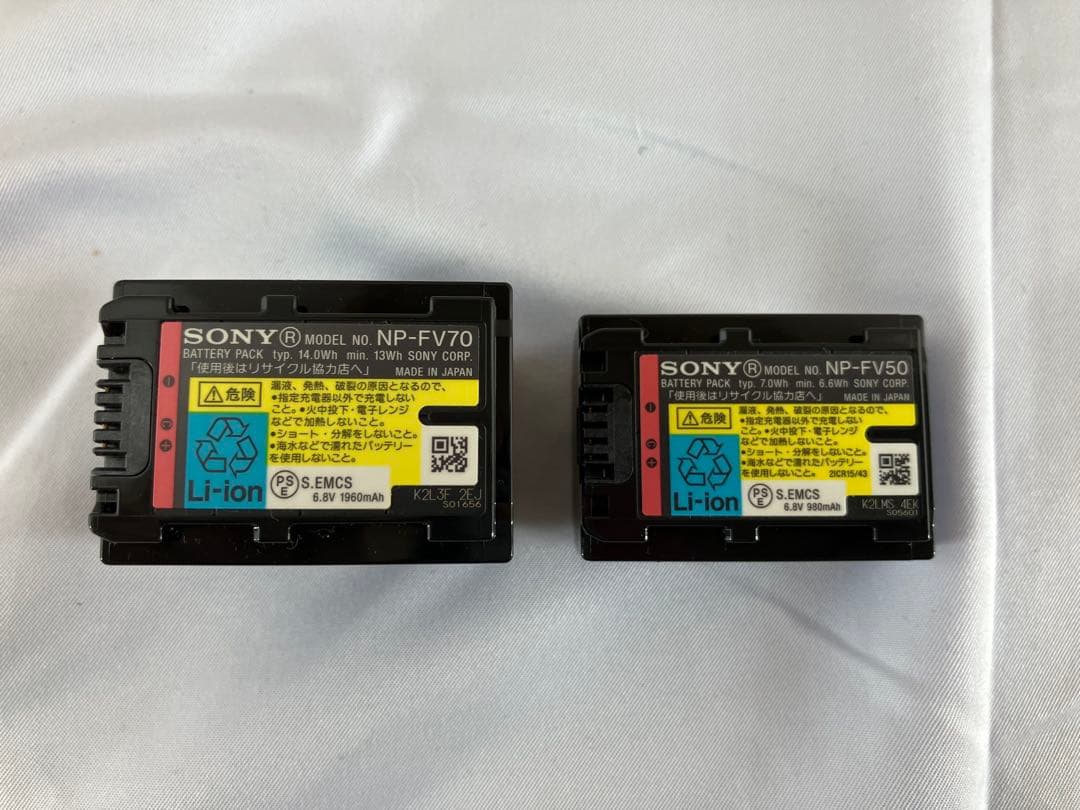 SONY® MODEL NO. NP-FV70
BATTERY PACK typ. 14.0Wh min. 13Wh SONY CORP.
「使用後はリサイクル協力店へ」 MADE IN JAPAN
危険
漏液、発熱、破裂の原因となるので、
•指定充電器以外で充電しない
こと。•火中投下・電子レンジ
などで加熱しないこと。
•ショート・分解をしないこと。
•海水などで濡れたバッテリー
を使用しないこと。
Li-ion
PSE S.EMCS
6.8V 1960mAh
K2L3F 2EJ
S01656
SONY® MODEL NO. NP-FV50
BATTERY PACK typ. 7.0Wh min. 6.6Wh SONY CORP.
「使用後はリサイクル協力店へ」 MADE IN JAPAN
危険
漏液、発熱、破裂の原因となるので、
•指定充電器以外で充電しない
こと。•火中投下・電子レンジ
などで加熱しないこと。
•ショート・分解をしないこと。
•海水などで濡れたバッテリー
を使用しないこと。 2ICR15/43
Li-ion
PSE S.EMCS
6.8V 980mAh
K2LMS 4EK
S05601